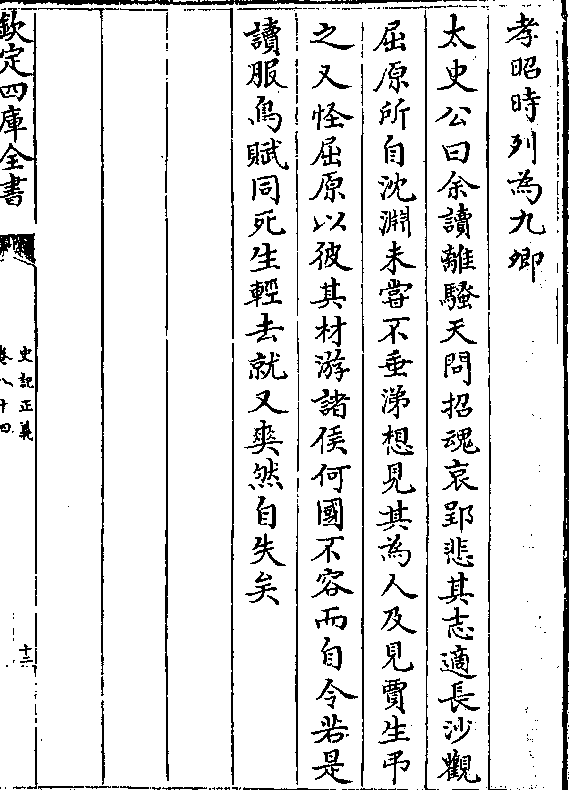 孝昭時列為九卿
太史公曰余讀離騷天問招魂哀郢悲其志適長沙觀
屈原所自沈淵未嘗不垂涕想見其為人及見賈生弔
之又怪屈原以彼其材游諸侯何國不容而自令若是
讀服鳥賦同死生輕去就又爽然自失矣
欽定四庫全書
史記正義
卷八十四
十三